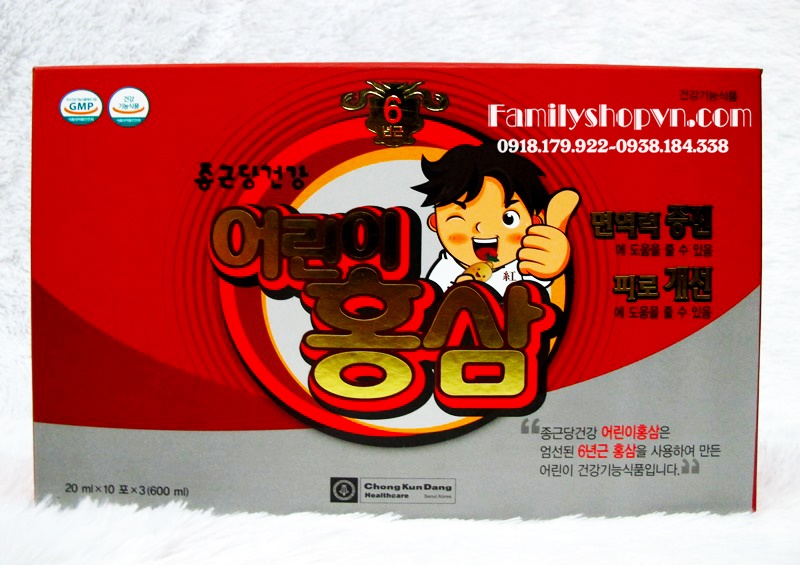 GMP
건강
기능식품
건강기능식품
Familyshopvn.com
0918.179.922-0938.184.338
6
년근
종근당건강
어린이
홍삼
紅
면역력 증진
에 도움을 줄 수 있음
피로 개선
에 도움을 줄 수 있음
“종근당건강 어린이홍삼은
엄선된 6년근 홍삼을 사용하여 만든
어린이 건강기능식품입니다.”
20 ml×10 포×3(600 ml)
Chong Kun Dang
Healthcare Seoul Korea